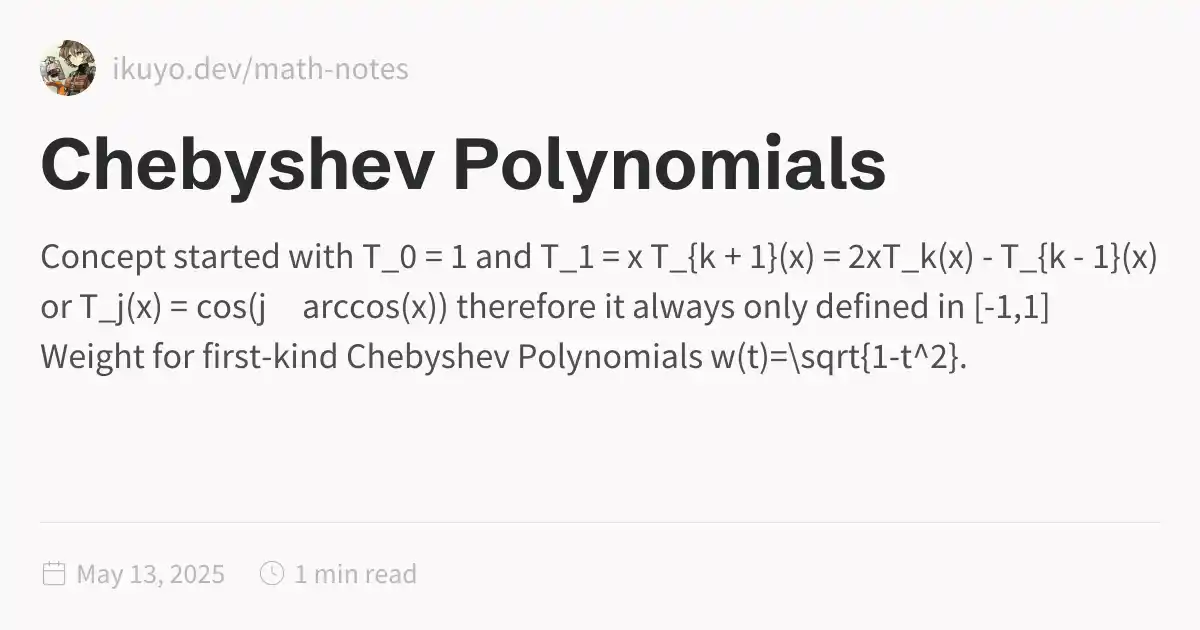 ikuyo.dev/math-notes
Chebyshev Polynomials
Concept started with T_0 = 1 and T_1 = x T_{k + 1}(x) = 2xT_k(x) - T_{k - 1}(x)
or T_j(x) = cos(j    arccos(x)) therefore it always only defined in [-1,1]
Weight for first-kind Chebyshev Polynomials w(t)=\sqrt{1-t^2}.
May 13, 2025
1 min read